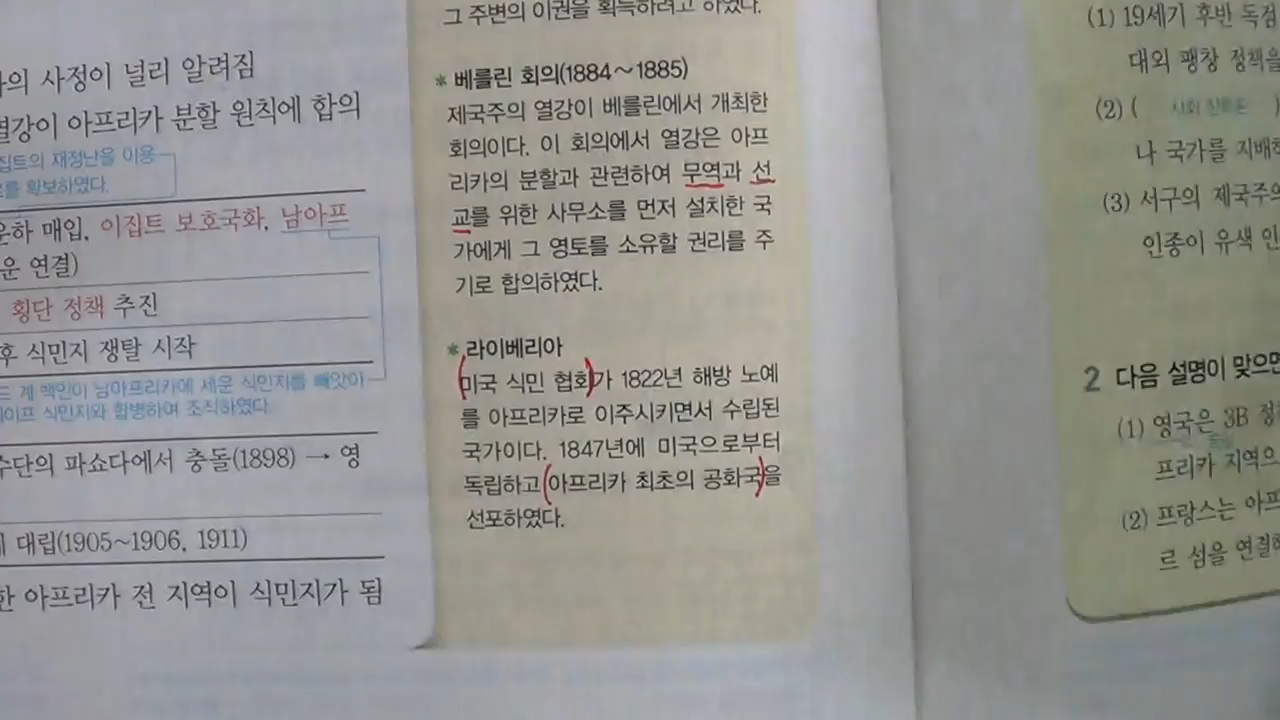 사정이 널리 알려짐
아프리카 분할 원칙에 합의
재정난을 이용
확보하였다.
매입, 이집트 보호국화, 남아프
연결)
횡단 정책 추진
후 식민지 쟁탈 시작
계 백인이 남아프리카에 세운 식민지를 빼앗아
식민지와 합병하여 조직하였다.
파쇼다에서 충돌(1898) → 영
대립(1905~1906, 1911)
아프리카 전 지역이 식민지가 됨
그 주변의 이권을 획득하려고 하였다.
* 베를린 회의(1884~1885)
제국주의 열강이 베를린에서 개최한
회의이다. 이 회의에서 열강은 아프
리카의 분할과 관련하여 무역과 선
교를 위한 사무소를 먼저 설치한 국
가에게 그 영토를 소유할 권리를 주
기로 합의하였다.
* 라이베리아
(미국 식민 협회)가 1822년 해방 노예
를 아프리카로 이주시키면서 수립된
국가이다. 1847년에 미국으로부터
독립하고 (아프리카 최초의 공화국)을
선포하였다.
(1) 19세기 후반 독점
대외 팽창 정책을
(2) (
나 국가를 지배하
(3) 서구의 제국주의
인종이 유색 인
2 다음 설명이 맞으면
(1) 영국은 3B 정
프리카 지역으
(2) 프랑스는 아프
르 섬을 연결하